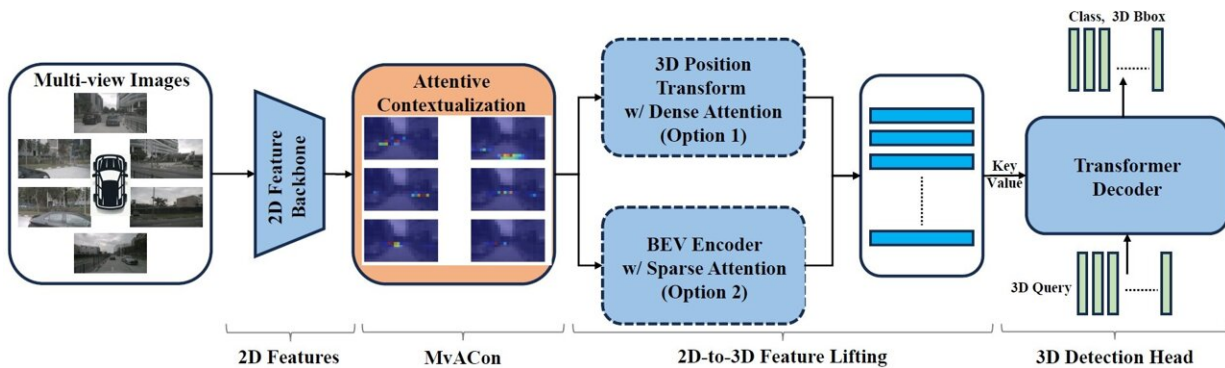 Multi-view Images
2D Feature
Backbone
Attentive
Contextualization
3D Position
Transform
w/ Dense Attention
(Option 1)
BEV Encoder
w/ Sparse Attention
(Option 2)
Key
Value
Class, 3D Bbox
Transformer
Decoder
3D Query
2D Features
MvACon
2D-to-3D Feature Lifting
3D Detection Head